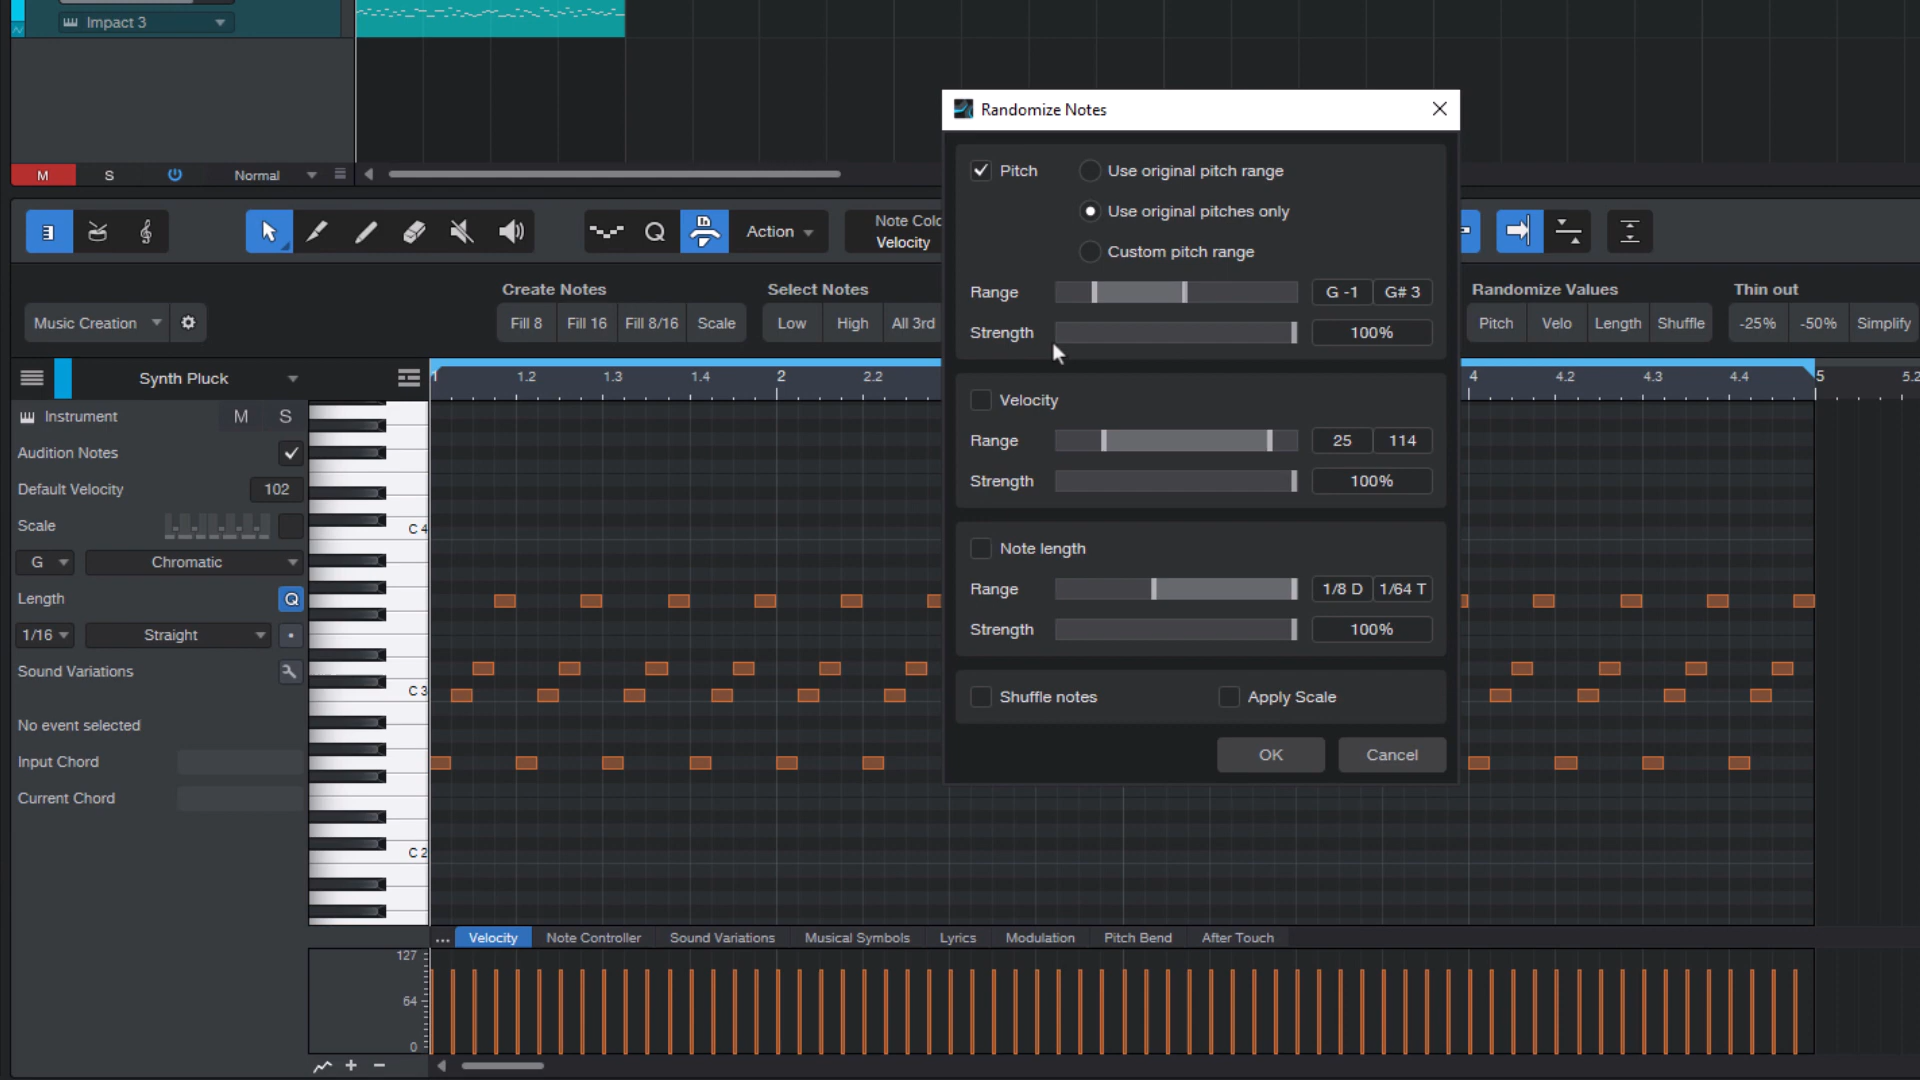 Impact 3
Randomize Notes
Pitch
Use original pitch range
M
S
Normal
Use original pitches only
Q
Action
Note Colo
Velocity
Custom pitch range
Range
G -1
G# 3
Create Notes
Select Notes
Randomize Values
Thin out
Music Creation
Fill 8
Fill 16
Fill 8/16
Scale
Low
High
All 3rd
Strength
100%
Pitch
Velo
Length
Shuffle
-25%
-50%
Simplify
Synth Pluck
1
1.2
1.3
1.4
2
2.2
4
4.2
4.3
4.4
5
5.2
Velocity
Instrument
M
S
Range
25
114
Audition Notes
Strength
100%
Default Velocity
102
Scale
C 4
Note length
G
Chromatic
Range
1/8 D
1/64 T
Length
Q
1/16
Straight
Strength
100%
Sound Variations
C 3
Shuffle notes
Apply Scale
No event selected
OK
Cancel
Input Chord
Current Chord
C 2
...
Velocity
Note Controller
Sound Variations
Musical Symbols
Lyrics
Modulation
Pitch Bend
After Touch
127
64
0